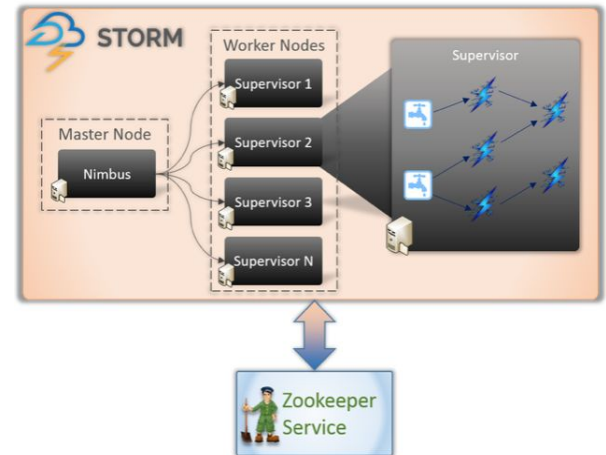 STORM
Master Node
Nimbus
Worker Nodes
Supervisor 1
Supervisor 2
Supervisor 3
Supervisor N
Supervisor
Zookeeper
Service